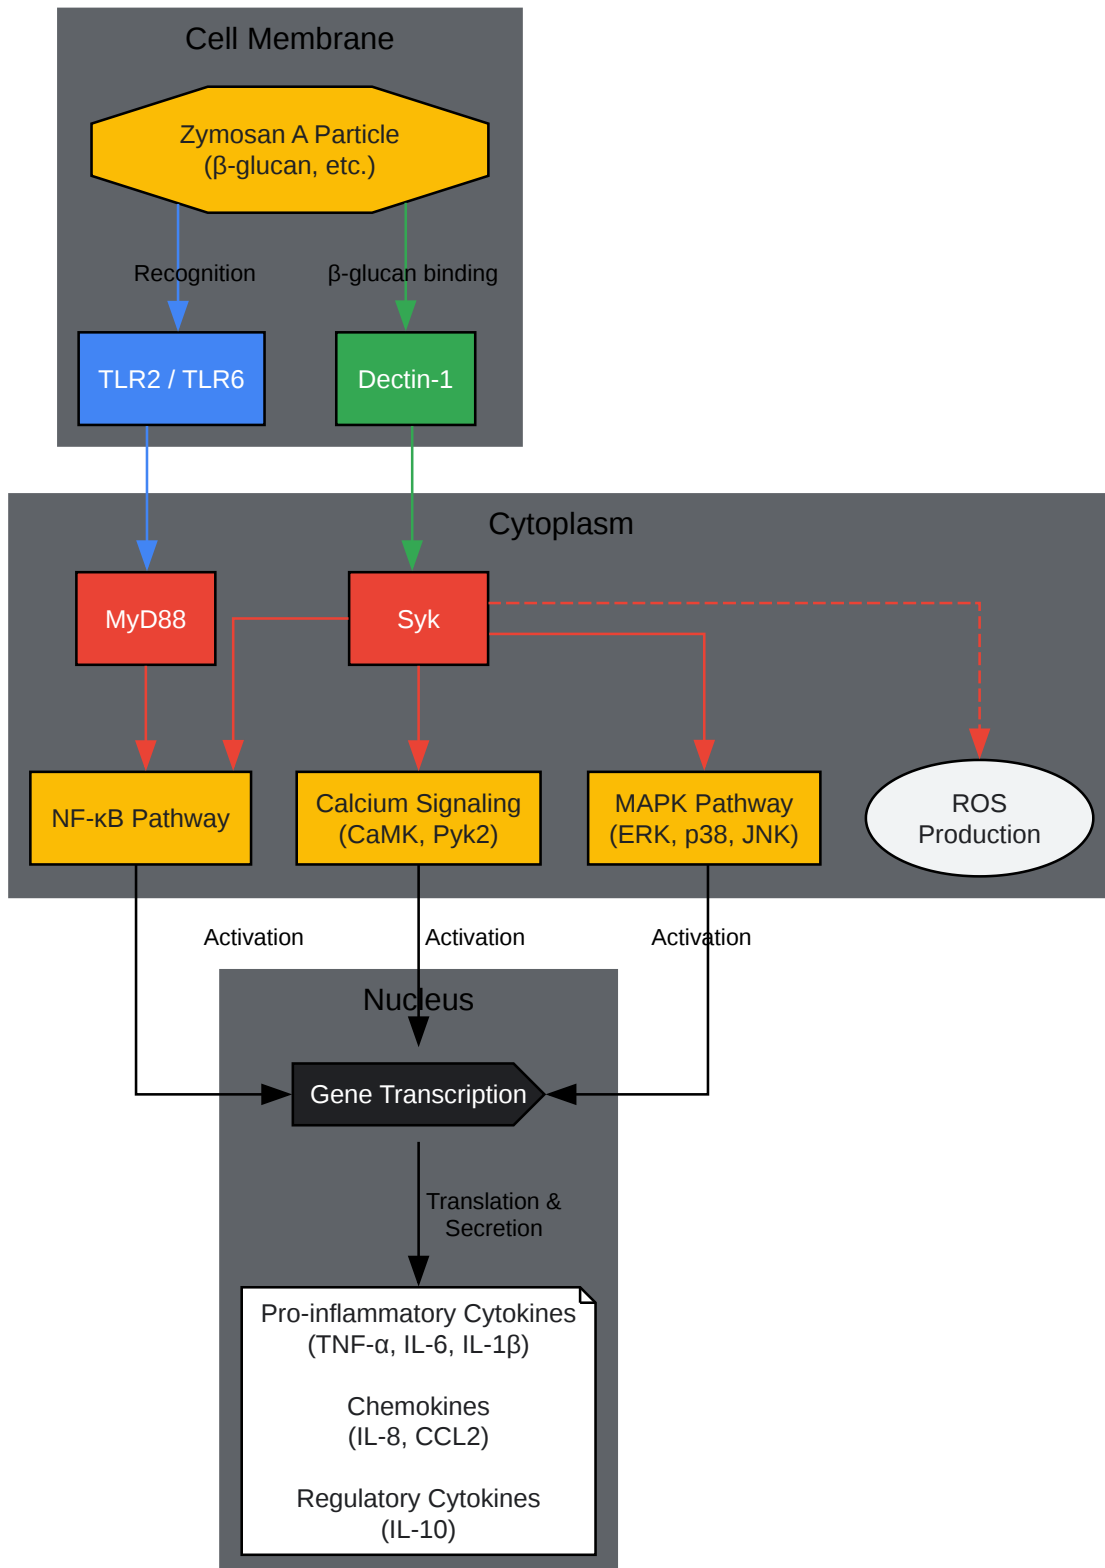 Cell Membrane
Zymosan A Particle
(β-glucan, etc.)
Recognition
β-glucan binding
TLR2 / TLR6
Dectin-1
Cytoplasm
MyD88
Syk
NF-κB Pathway
Calcium Signaling
(CaMK, Pyk2)
MAPK Pathway
(ERK, p38, JNK)
ROS
Production
Activation
Activation
Activation
Nucleus
Gene Transcription
Translation &
Secretion
Pro-inflammatory Cytokines
(TNF-α, IL-6, IL-1β)
Chemokines
(IL-8, CCL2)
Regulatory Cytokines
(IL-10)